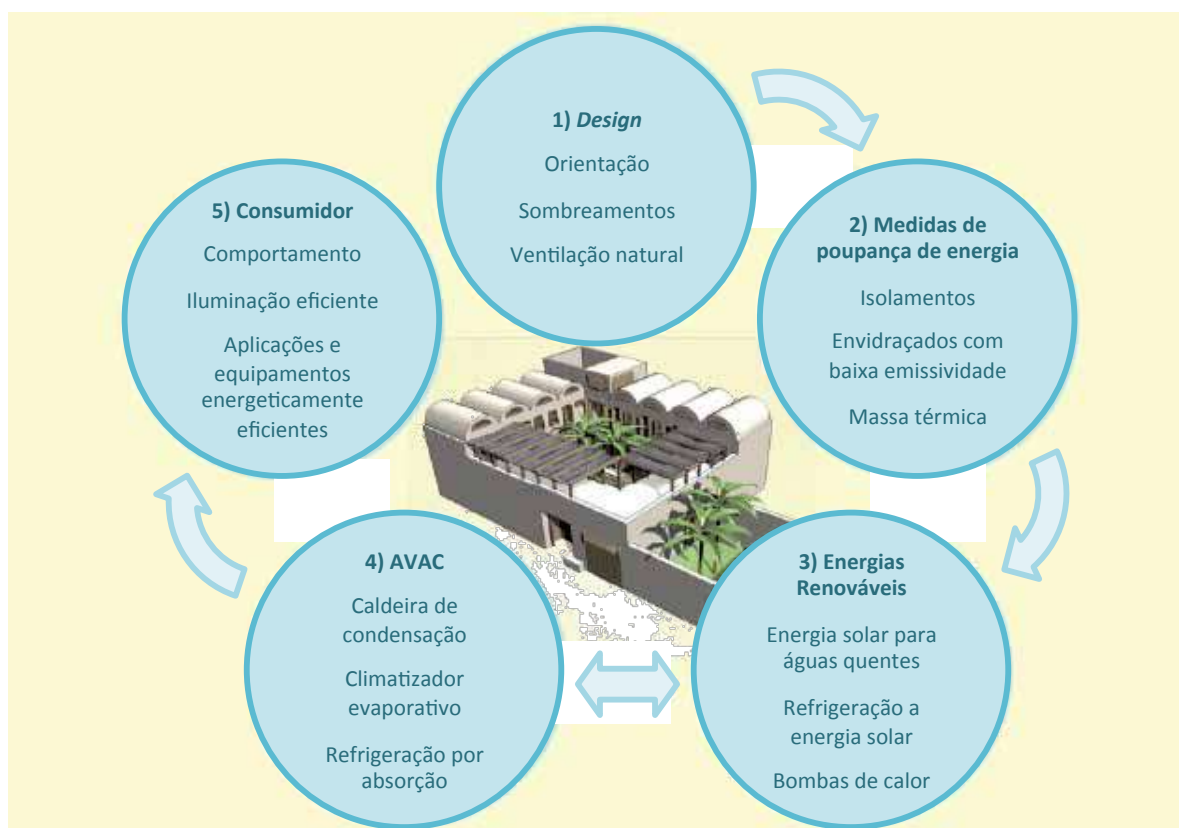 1) Design
Orientação
Sombreamentos
Ventilação natural
2) Medidas de
poupança de energia
Isolamentos
Envidraçados com
baixa emissividade
Massa térmica
3) Energias
Renováveis
Energia solar para
águas quentes
Refrigeração a
energia solar
Bombas de calor
4) AVAC
Caldeira de
condensação
Climatizador
evaporativo
Refrigeração por
absorção
5) Consumidor
Comportamento
Iluminação eficiente
Aplicações e
equipamentos
energeticamente
eficientes